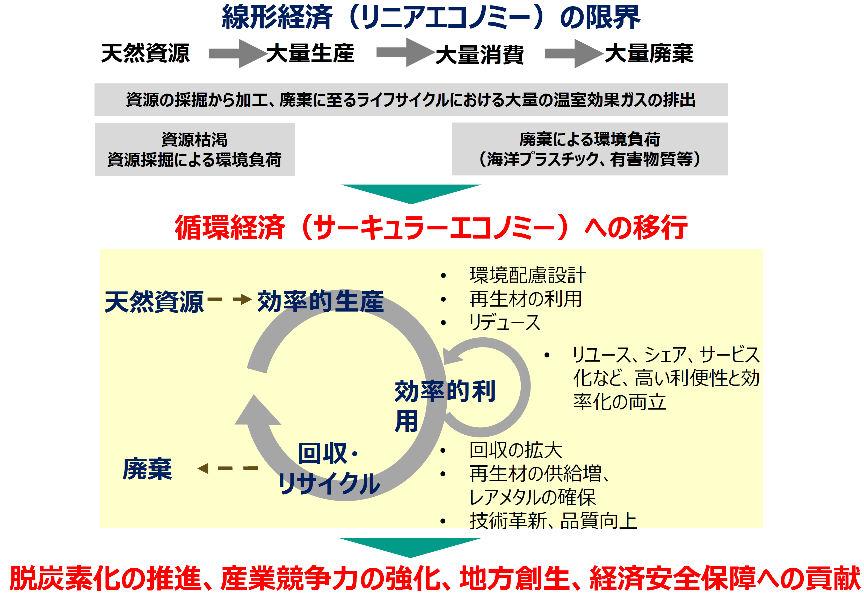 線形経済（リニアエコノミー）の限界
天然資源 大量生産 大量消費 大量廃棄
資源の採掘から加工、廃棄に至るライフサイクルにおける大量の温室効果ガスの排出
資源枯渇
資源採掘による環境負荷
廃棄による環境負荷
（海洋プラスチック、有害物質等）
循環経済（サーキュラーエコノミー）への移行
天然資源 効率的生産
• 環境配慮設計
• 再生材の利用
• リデュース
• リユース、シェア、サービス
化など、高い利便性と効
率化の両立
効率的利
用
回収・
リサイクル
廃棄
• 回収の拡大
• 再生材の供給増、
レアメタルの確保
• 技術革新、品質向上
脱炭素化の推進、産業競争力の強化、地方創生、経済安全保障への貢献